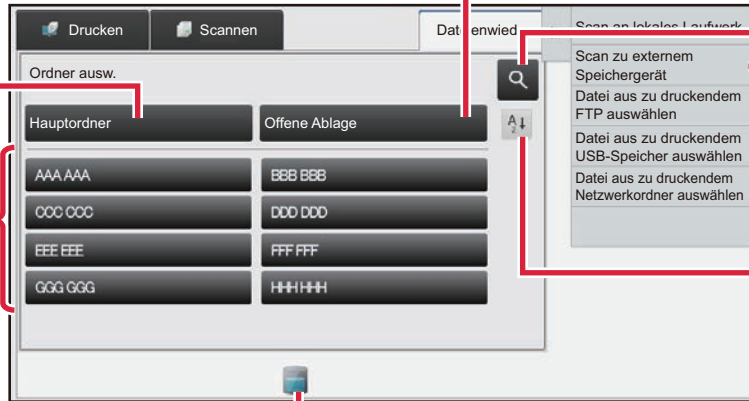 Drucken
Scannen
Dateienwied
Ordner ausw.
Hauptordner
Offene Ablage
AAA AAA
BBB BBB
CCC CCC
DDD DDD
EEE EEE
FFF FFF
GGG GGG
HHH HHH
A
Z
Scan an lokales Laufwerk
Scan zu externem
Speichergerät
Datei aus zu druckendem
FTP auswählen
Datei aus zu druckendem
USB-Speicher auswählen
Datei aus zu druckendem
Netzwerkordner auswählen